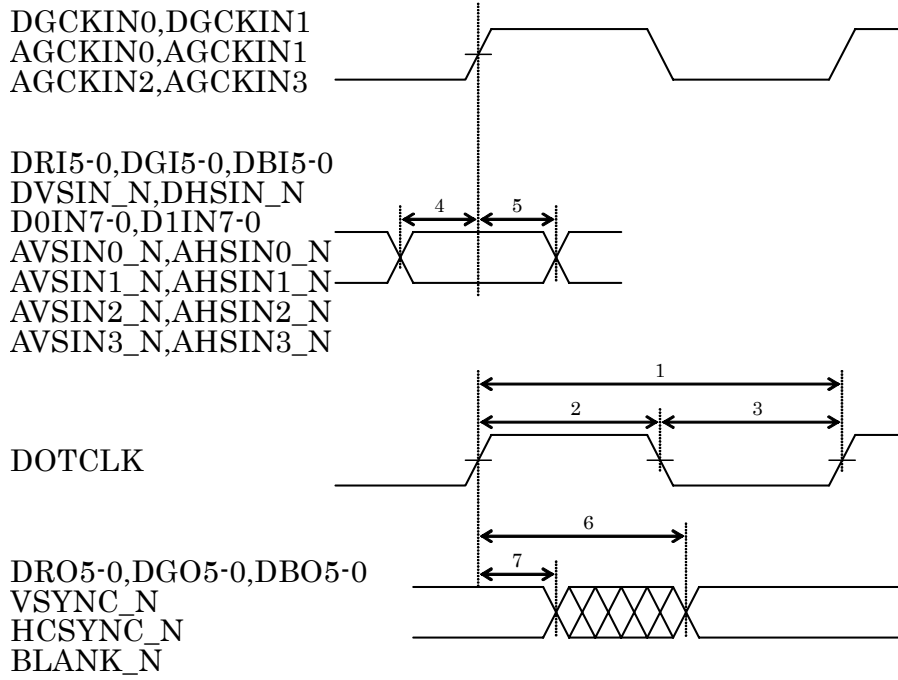 DGCKIN0,DGCKIN1
AGCKIN0,AGCKIN1
AGCKIN2,AGCKIN3
DRI5-0,DGI5-0,DBI5-0
DVSIN_N,DHSIN_N
D0IN7-0,D1IN7-0
AVSIN0_N,AHSIN0_N
AVSIN1_N,AHSIN1_N
AVSIN2_N,AHSIN2_N
AVSIN3_N,AHSIN3_N
4
5
1
2
3
DOTCLK
6
7
DRO5-0,DGO5-0,DBO5-0
VSYNC_N
HCSYNC_N
BLANK_N